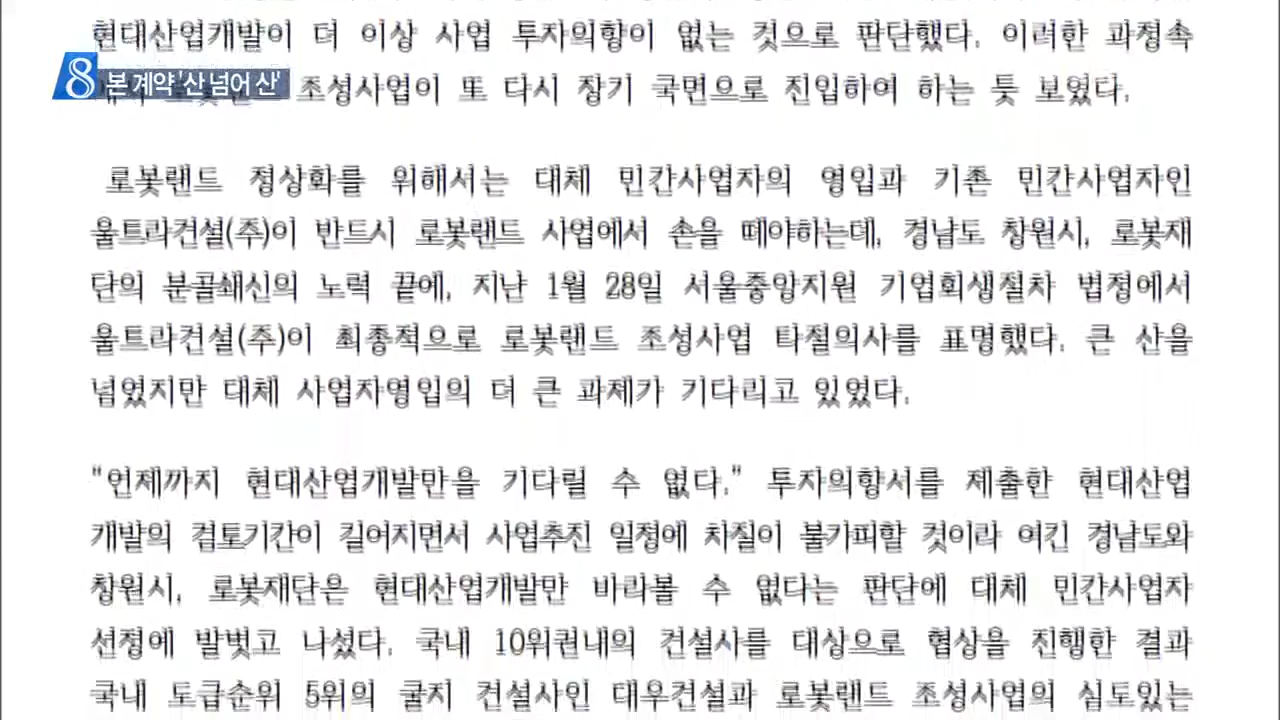 현대산업개발이 더 이상 사업 투자의향이 없는 것으로 판단했다. 이러한 과정속
8 본 계약 '산 넘어 산'
조성사업이 또 다시 장기 국면으로 진입하여 하는 듯 보였다.
로봇랜드 정상화를 위해서는 대체 민간사업자의 영입과 기존 민간사업자인
울트라건설(주)이 반드시 로봇랜드 사업에서 손을 떼야하는데, 경남도 창원시, 로봇재
단의 분골쇄신의 노력 끝에, 지난 1월 28일 서울중앙지원 기업회생절차 법정에서
울트라건설(주)이 최종적으로 로봇랜드 조성사업 타절의사를 표명했다. 큰 산을
넘었지만 대체 사업자영입의 더 큰 과제가 기다리고 있었다.
"언제까지 현대산업개발만을 기다릴 수 없다." 투자의향서를 제출한 현대산업
개발의 검토기간이 길어지면서 사업추진 일정에 차질이 불가피할 것이라 여긴 경남도와
창원시, 로봇재단은 현대산업개발만 바라볼 수 없다는 판단에 대체 민간사업자
선정에 발벗고 나섰다. 국내 10위권내의 건설사를 대상으로 협상을 진행한 결과
국내 도급순위 5위의 굴지 건설사인 대우건설과 로봇랜드 조성사업의 심도있는